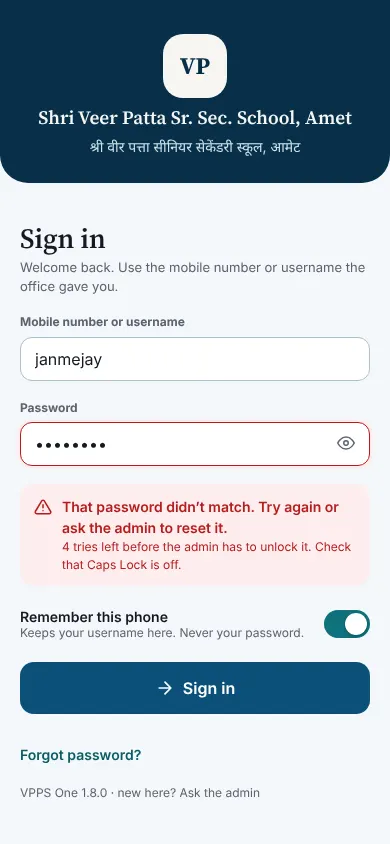 VP
Shri Veer Patta Sr. Sec. School, Amet
श्री वीर पत्ता सीनियर सेकेंडरी स्कूल, आमेट
Sign in
Welcome back. Use the mobile number or username the
office gave you.
Mobile number or username
janmejay
Password
••••••••
That password didn’t match. Try again or
ask the admin to reset it.
4 tries left before the admin has to unlock it. Check
that Caps Lock is off.
Remember this phone
Keeps your username here. Never your password.
Sign in
Forgot password?
VPPS One 1.8.0 · new here? Ask the admin